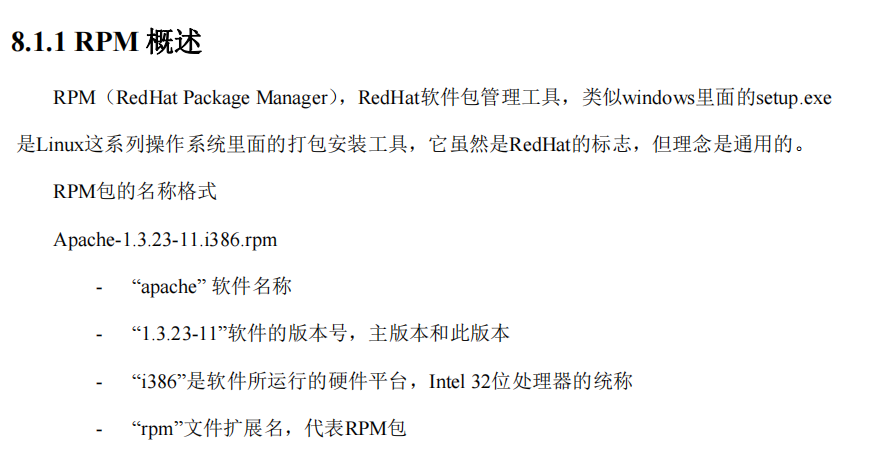 8.1.1 RPM 概述
RPM（RedHat Package Manager），RedHat软件包管理工具，类似windows里面的setup.exe
是Linux这系列操作系统里面的打包安装工具，它虽然是RedHat的标志，但理念是通用的。
RPM包的名称格式
Apache-1.3.23-11.i386.rpm
- “apache” 软件名称
- “1.3.23-11”软件的版本号，主版本和此版本
- “i386”是软件所运行的硬件平台，Intel 32位处理器的统称
- “rpm”文件扩展名，代表RPM包